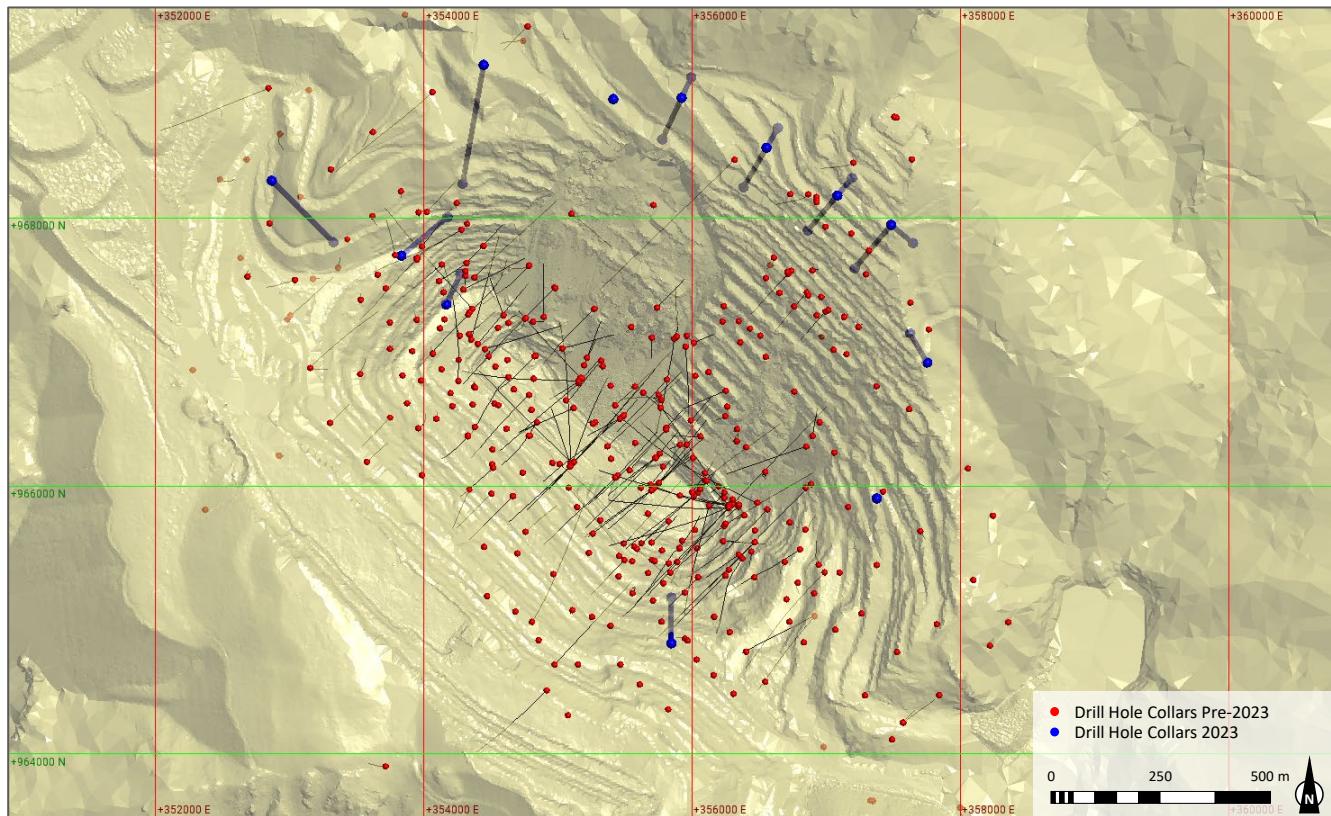 +352000 E
+354000 E
+356000 E
+358000 E
+360000 E
+968000 N
+966000 N
+964000 N
Drill Hole Collars Pre-2023
Drill Hole Collars 2023
0 250 500 m
N
+352000 E
+354000 E
+356000 E
+358000 E
+360000 E